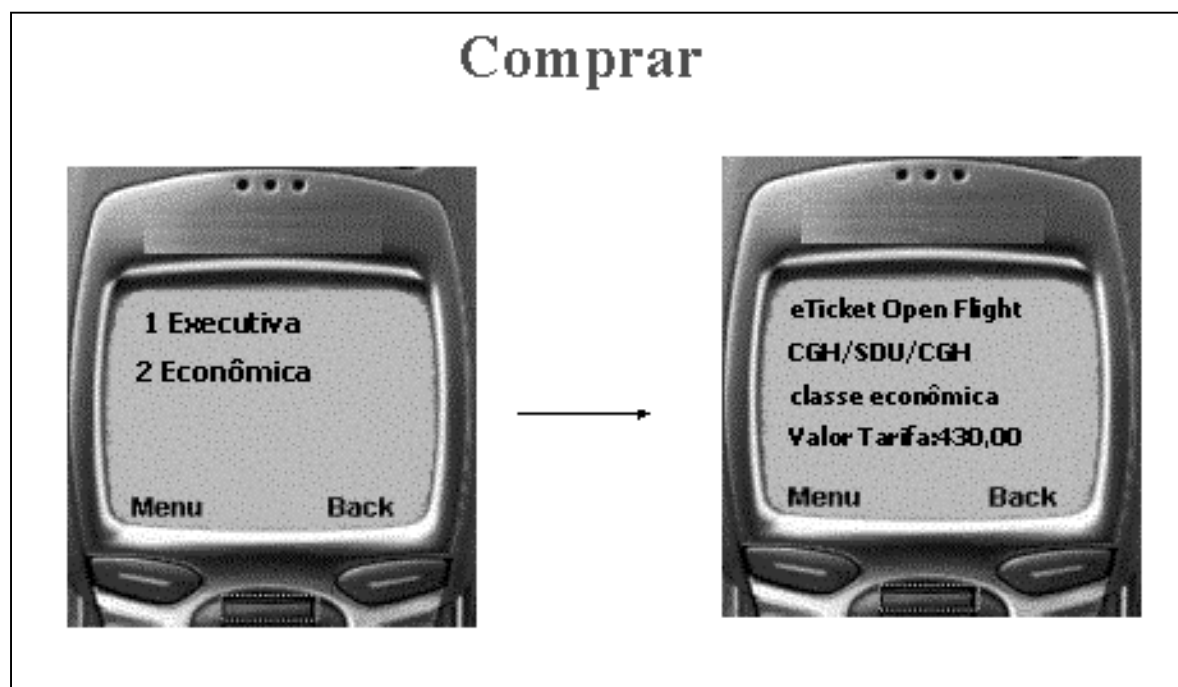 Comprar
1 Executiva
2 Econômica
Menu Back
eTicket Open Flight
CGH/SDU/CGH
classe econômica
Valor Tarifa:430,00
Menu Back